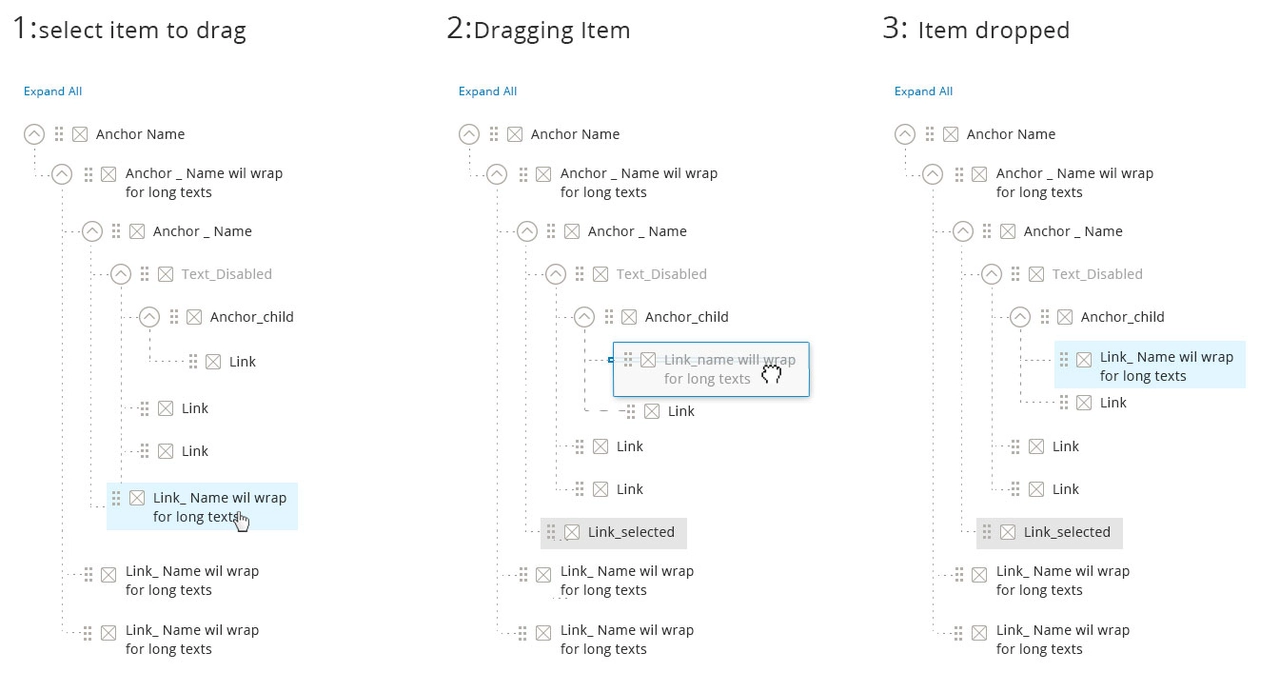 1:select item to drag
Expand All
Anchor Name
Anchor _ Name wil wrap
for long texts
Anchor _ Name
Text_Disabled
Anchor_child
Link
Link
Link
Link_ Name wil wrap
for long texts
Link_ Name wil wrap
for long texts
Link_ Name wil wrap
for long texts
2:Dragging Item
Expand All
Anchor Name
Anchor _ Name wil wrap
for long texts
Anchor _ Name
Text_Disabled
Anchor_child
Link_name will wrap
for long texts
Link
Link
Link
Link_selected
Link_ Name wil wrap
for long texts
Link_ Name wil wrap
for long texts
3: Item dropped
Expand All
Anchor Name
Anchor _ Name wil wrap
for long texts
Anchor _ Name
Text_Disabled
Anchor_child
Link_ Name wil wrap
for long texts
Link
Link
Link
Link_selected
Link_ Name wil wrap
for long texts
Link_ Name wil wrap
for long texts